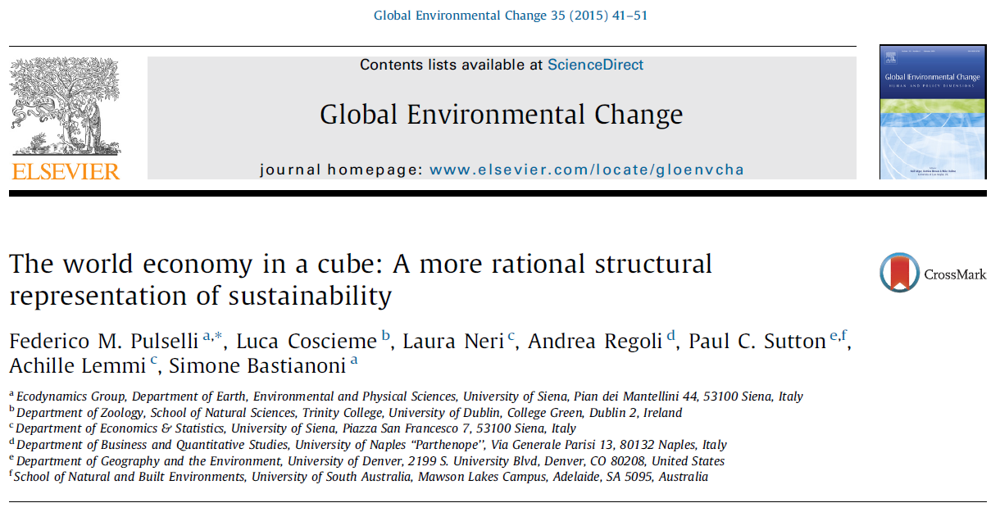 Global Environmental Change 35 (2015) 41–51
Contents lists available at ScienceDirect
Global Environmental Change
journal homepage: www.elsevier.com/locate/gloenvcha
NON SOLUS
ELSEVIER
Global Environmental Change
HUMAN AND POLICY DIMENSIONS
The world economy in a cube: A more rational structural
representation of sustainability
CrossMark
Federico M. Pulselli a,*, Luca Coscieme b, Laura Neri c, Andrea Regoli d, Paul C. Sutton e,f,
Achille Lemmi c, Simone Bastianoni a
a Ecodynamics Group, Department of Earth, Environmental and Physical Sciences, University of Siena, Pian dei Mantellini 44, 53100 Siena, Italy
b Department of Zoology, School of Natural Sciences, Trinity College, University of Dublin, College Green, Dublin 2, Ireland
c Department of Economics & Statistics, University of Siena, Piazza San Francesco 7, 53100 Siena, Italy
d Department of Business and Quantitative Studies, University of Naples “Parthenope’’, Via Generale Parisi 13, 80132 Naples, Italy
e Department of Geography and the Environment, University of Denver, 2199 S. University Blvd, Denver, CO 80208, United States
f School of Natural and Built Environments, University of South Australia, Mawson Lakes Campus, Adelaide, SA 5095, Australia